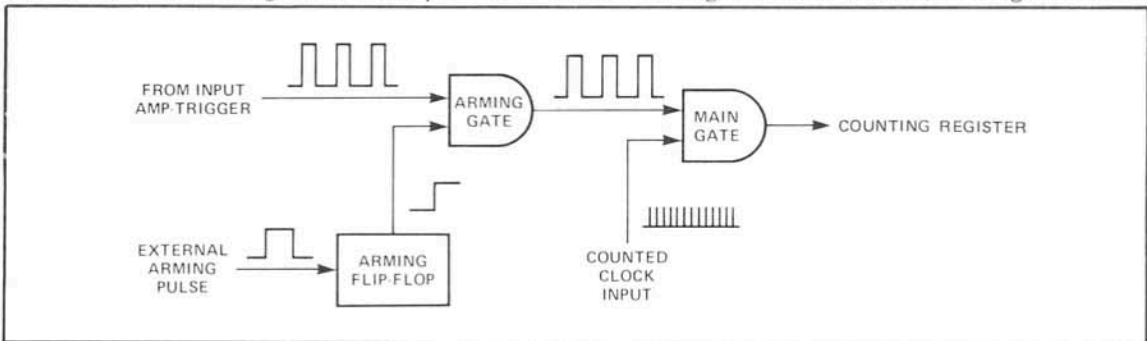 FROM INPUT
AMP-TRIGGER
ARMING
GATE
MAIN
GATE
COUNTING REGISTER
EXTERNAL
ARMING
PULSE
ARMING
FLIP-FLOP
COUNTED
CLOCK
INPUT